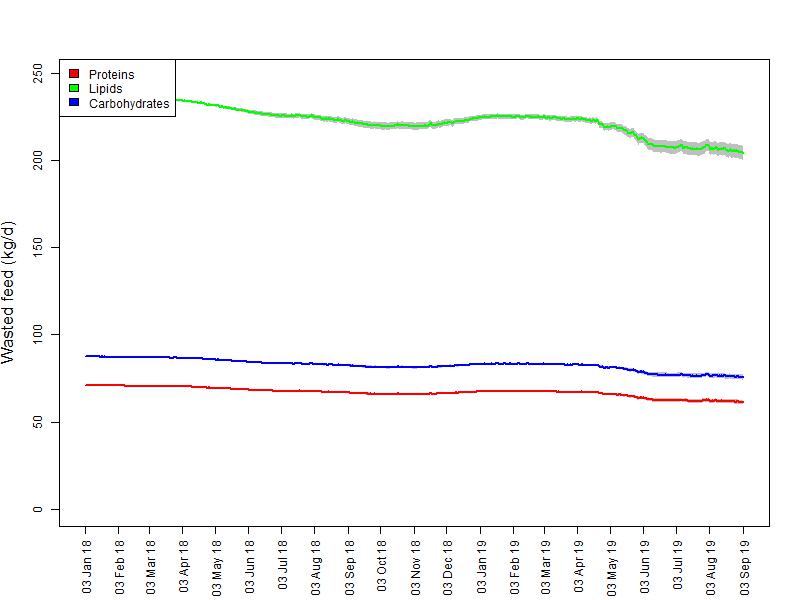 Proteins
Lipids
Carbohydrates
Wasted feed (kg/d)
250
200
150
100
50
0
03 Jan 18
03 Feb 18
03 Mar 18
03 Apr 18
03 May 18
03 Jun 18
03 Jul 18
03 Aug 18
03 Sep 18
03 Oct 18
03 Nov 18
03 Dec 18
03 Jan 19
03 Feb 19
03 Mar 19
03 Apr 19
03 May 19
03 Jun 19
03 Jul 19
03 Aug 19
03 Sep 19